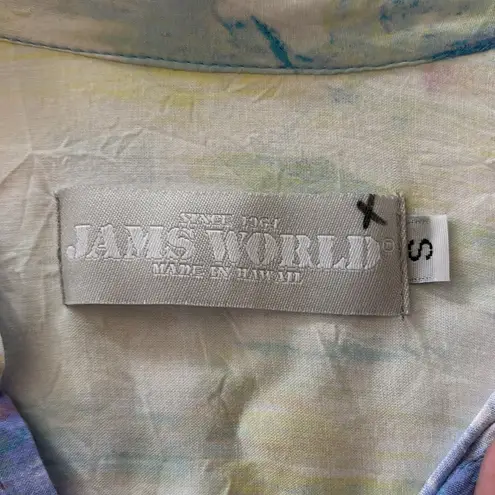 SINCE 1964
JAMS WORLD®
MADE IN HAWAII
X
S